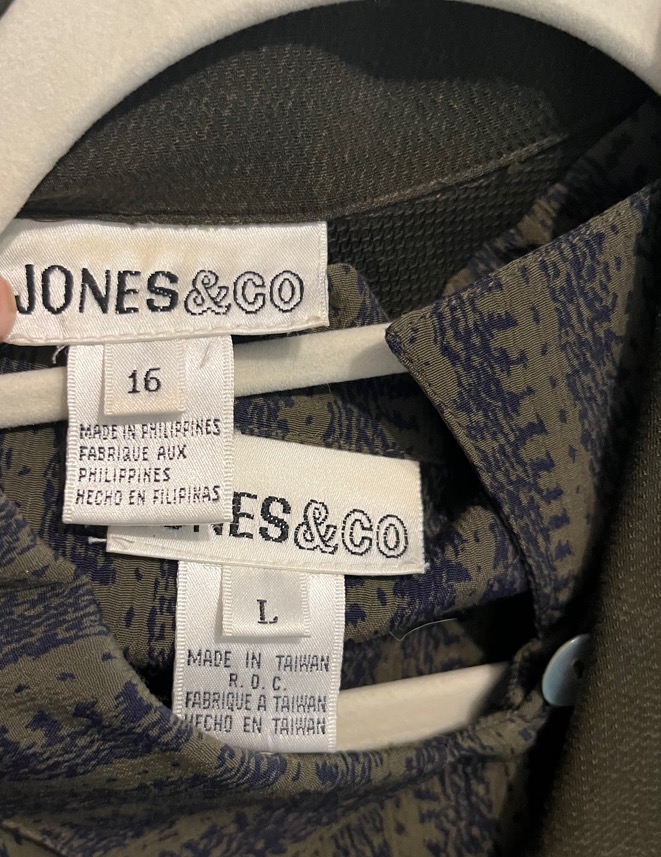 JONES&CO
16
MADE IN PHILIPPINES
FABRIQUE AUX
PHILIPPINES
HECHO EN FILIPINAS
NES&CO
L
MADE IN TAIWAN
R.O.C.
FABRIQUE A TAIWAN
HECHO EN TAIWAN